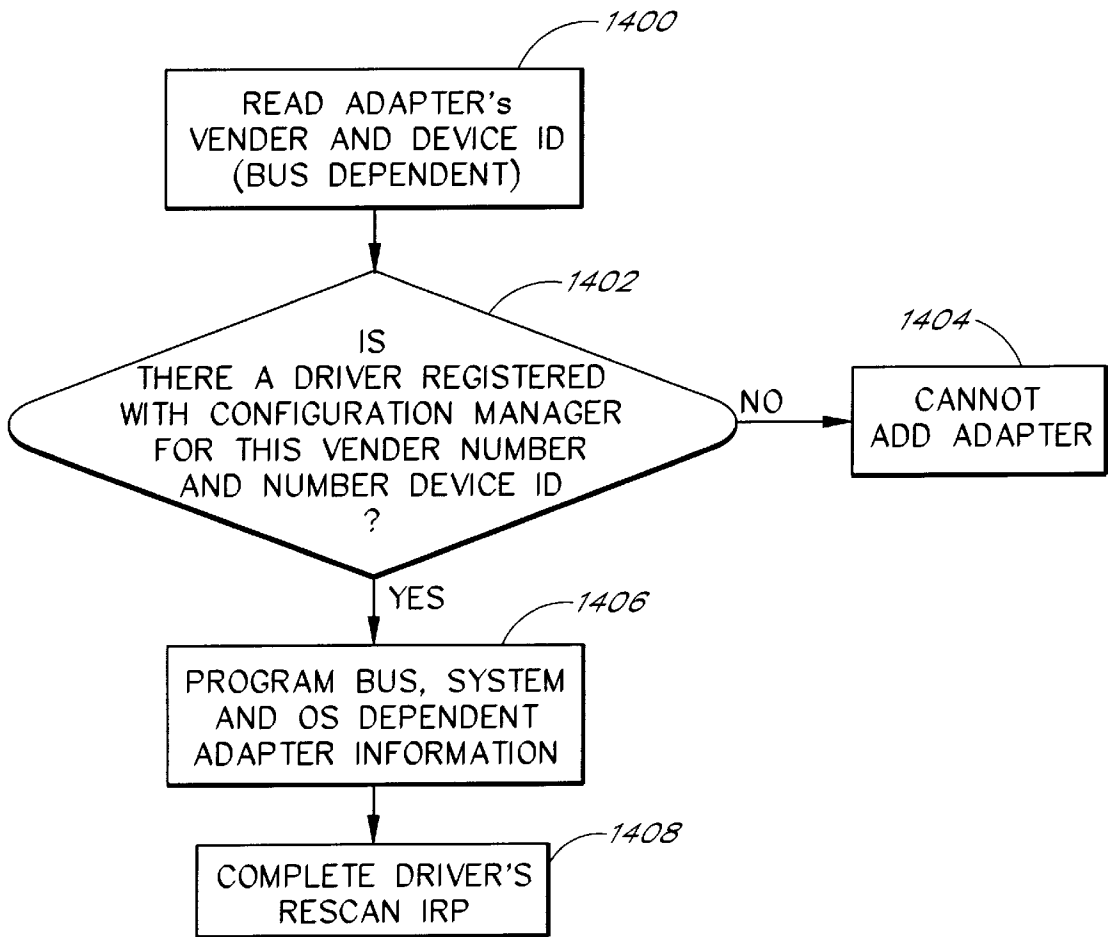 1400
READ ADAPTER's
VENDER AND DEVICE ID
(BUS DEPENDENT)
1402
IS
THERE A DRIVER REGISTERED
WITH CONFIGURATION MANAGER
FOR THIS VENDER NUMBER
AND NUMBER DEVICE ID
?
NO
1404
CANNOT
ADD ADAPTER
YES
1406
PROGRAM BUS, SYSTEM
AND OS DEPENDENT
ADAPTER INFORMATION
1408
COMPLETE DRIVER'S
RESCAN IRP